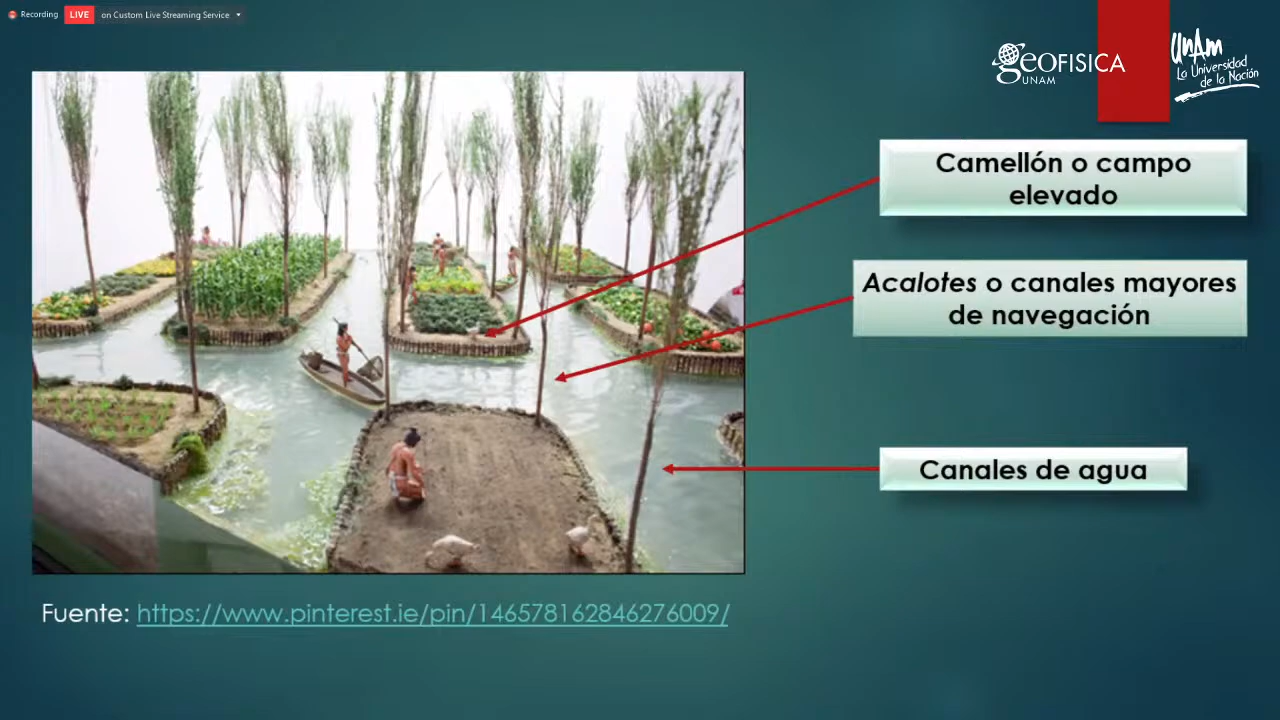 Recording LIVE on Custom Live Streaming Service
GEOFISICA
UNAM
UNAM
La Universidad
de la Nación
Camellón o campo
elevado
Acalotes o canales mayores
de navegación
Canales de agua
Fuente: https://www.pinterest.ie/pin/146578162846276009/